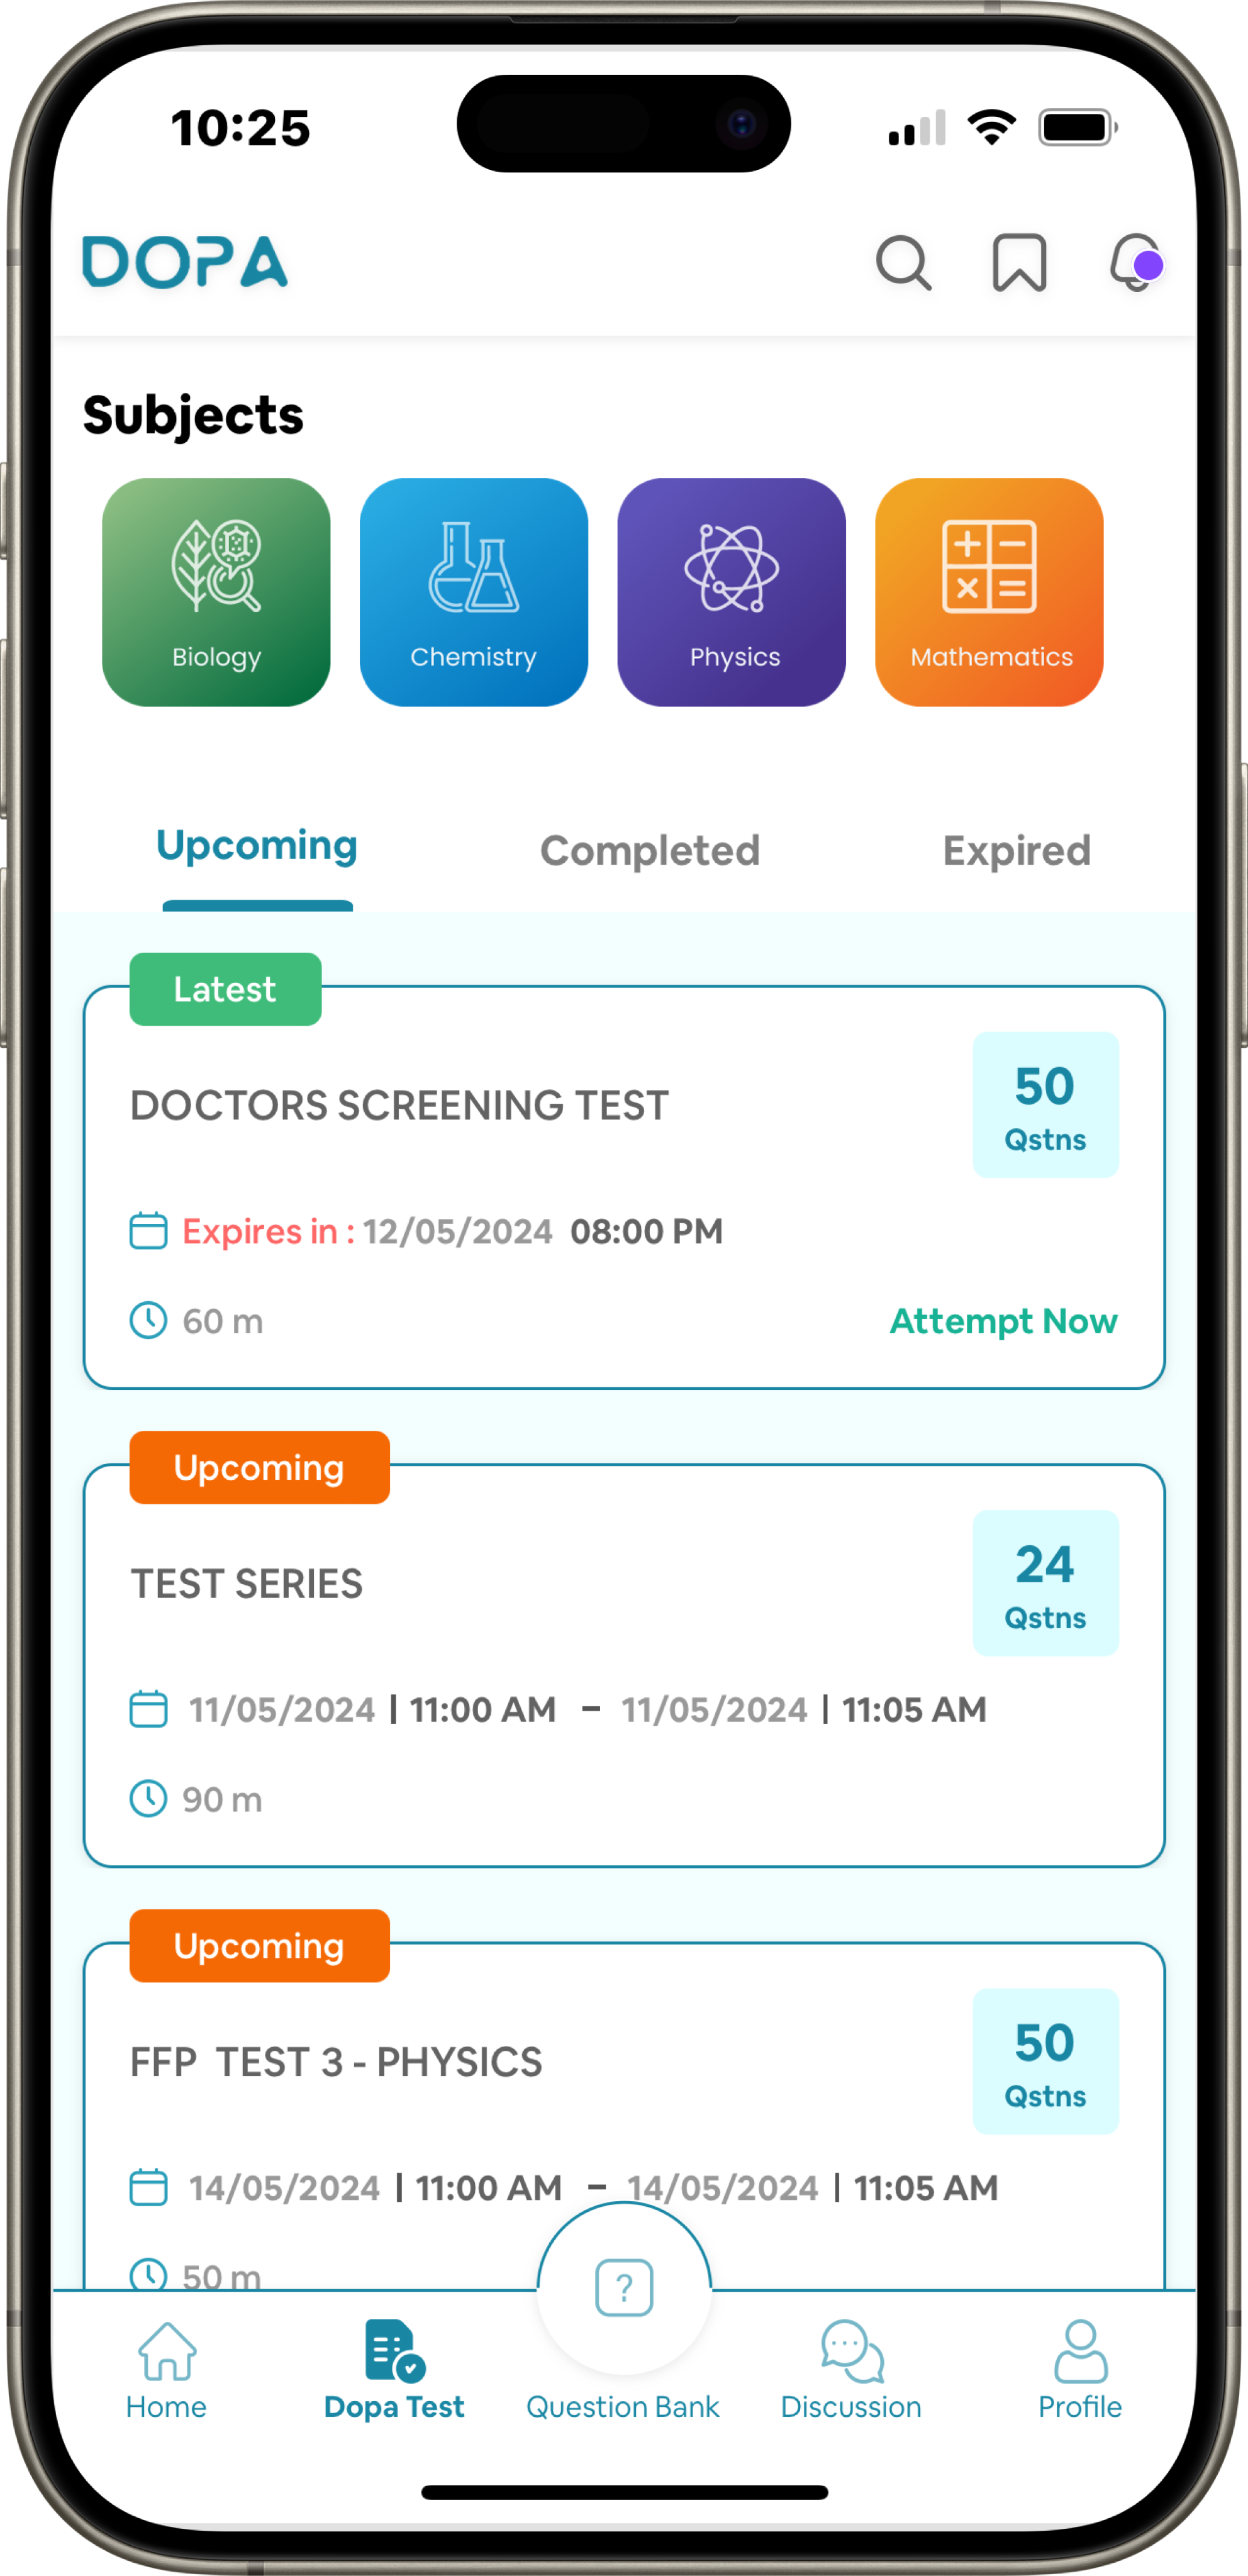 10:25
DOPA
Subjects
Biology Chemistry Physics Mathematics
Upcoming Completed Expired
Latest
DOCTORS SCREENING TEST
50
Qstns
Expires in : 12/05/2024 08:00 PM
60 m Attempt Now
Upcoming
TEST SERIES
24
Qstns
11/05/2024 | 11:00 AM – 11/05/2024 | 11:05 AM
90 m
Upcoming
FFP TEST 3 - PHYSICS
50
Qstns
14/05/2024 | 11:00 AM – 14/05/2024 | 11:05 AM
50 m
?
Home Dopa Test Question Bank Discussion Profile